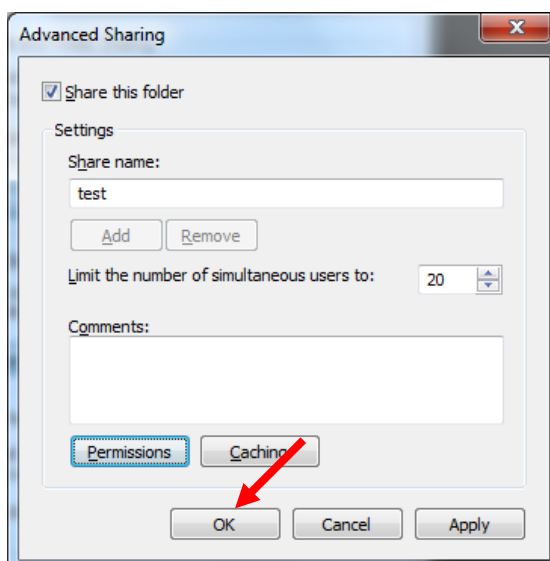 Advanced Sharing
Share this folder
Settings
Share name:
test
Add Remove
Limit the number of simultaneous users to: 20
Comments:
Permissions Caching
OK Cancel Apply